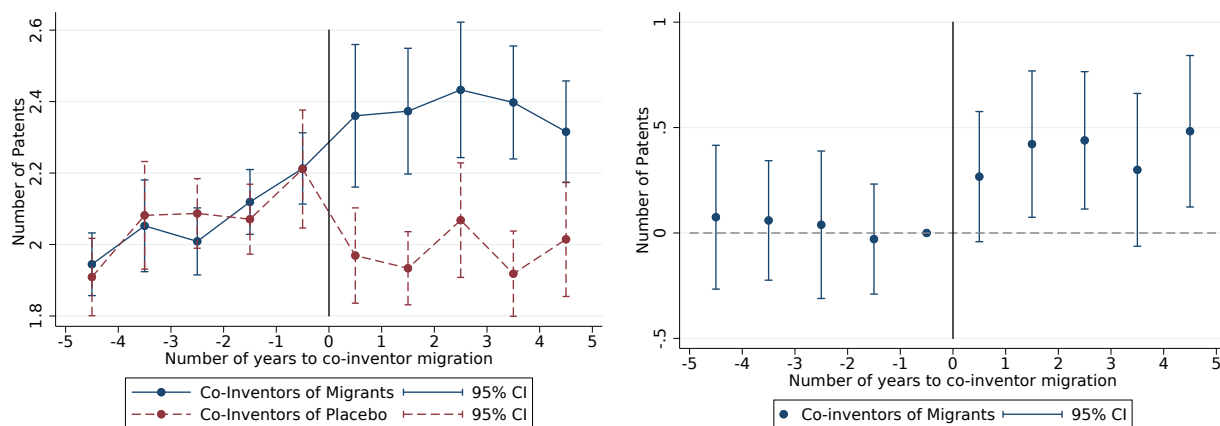 Number of Patents
2.6
2.4
2.2
2
1.8
-5 -4 -3 -2 -1 0 1 2 3 4 5
Number of years to co-inventor migration
Co-Inventors of Migrants 95% CI
Co-Inventors of Placebo 95% CI
Number of Patents
1
.5
0
-.5
-5 -4 -3 -2 -1 0 1 2 3 4 5
Number of years to co-inventor migration
Co-inventors of Migrants 95% CI